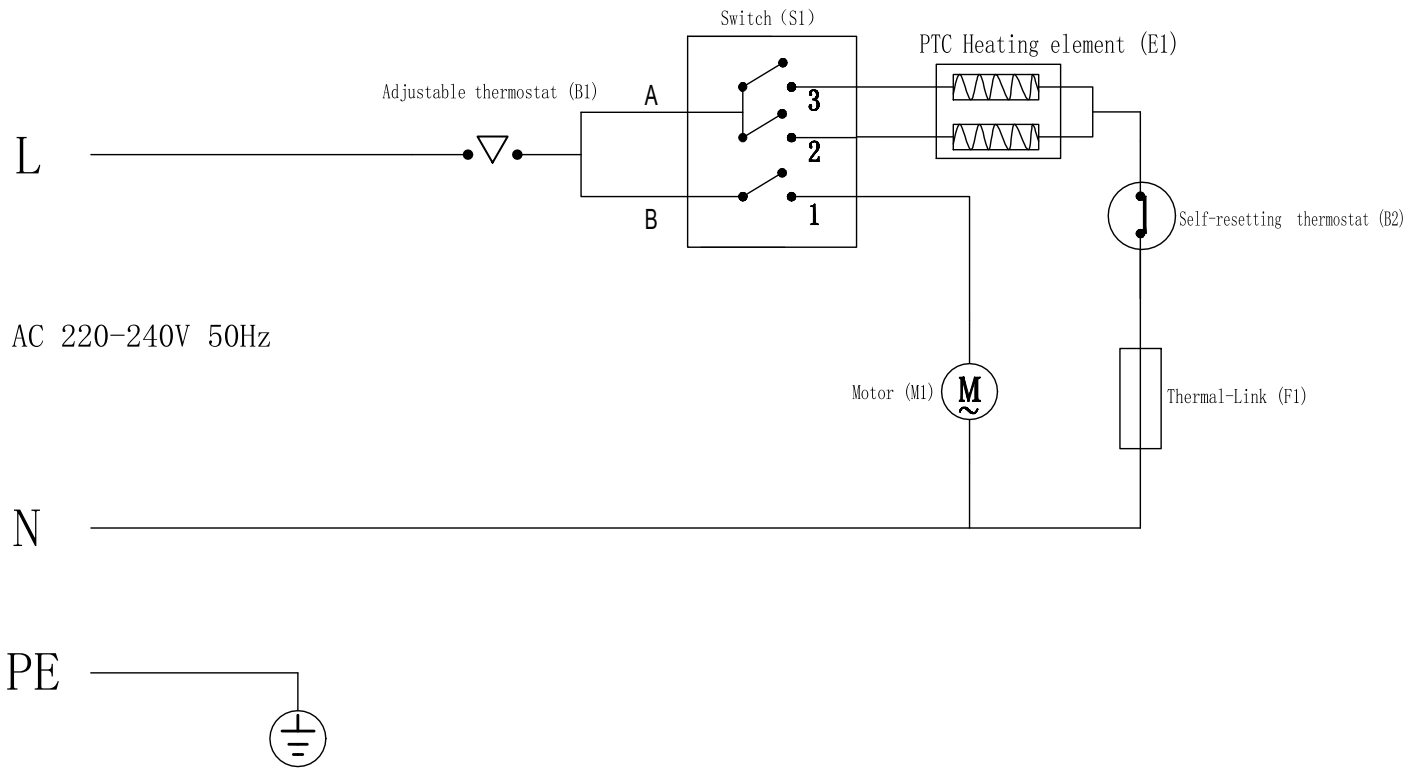 Switch (S1)
PTC Heating element (E1)
Adjustable thermostat (B1)
A
3
L
2
B
1
Self-resetting thermostat (B2)
AC 220-240V 50Hz
Motor (M1)
M
~
Thermal-Link (F1)
N
PE